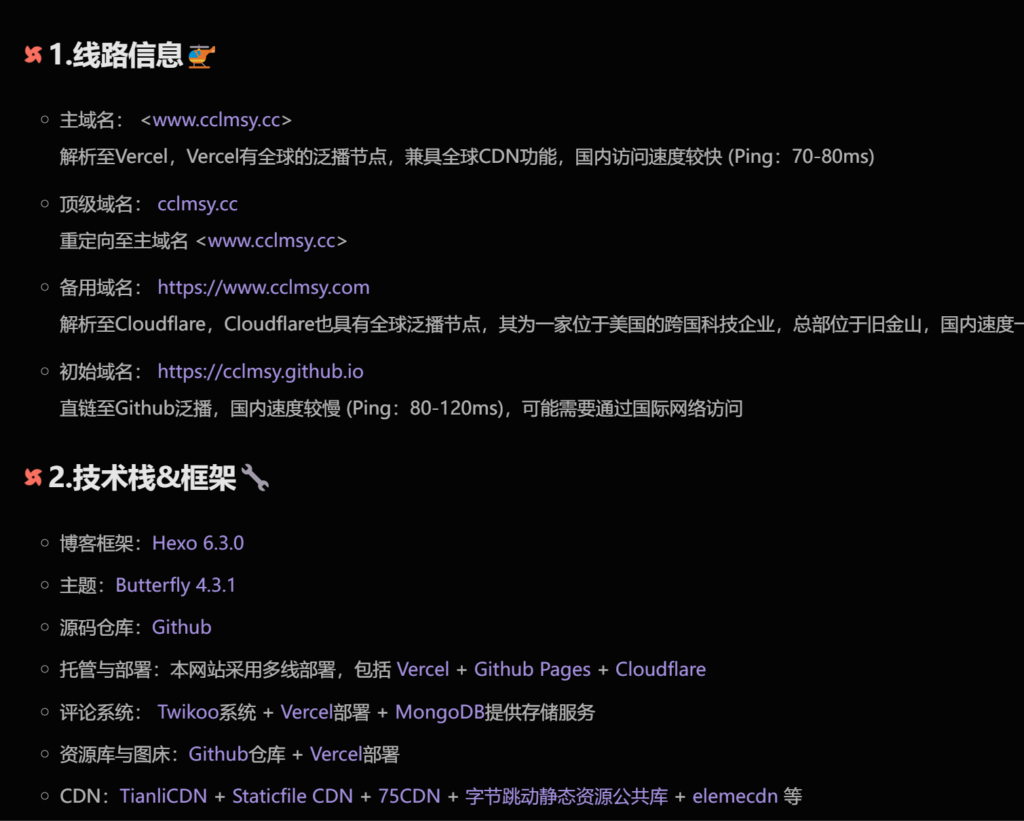 1.线路信息
主域名： <www.cclmsy.cc>
解析至Vercel，Vercel有全球的泛播节点，兼具全球CDN功能，国内访问速度较快 (Ping：70-80ms)
顶级域名： cclmsy.cc
重定向至主域名 <www.cclmsy.cc>
备用域名： https://www.cclmsy.com
解析至Cloudflare，Cloudflare也具有全球泛播节点，其为一家位于美国的跨国科技企业，总部位于旧金山，国内速度一
初始域名： https://cclmsy.github.io
直链至Github泛播，国内速度较慢 (Ping：80-120ms)，可能需要通过国际网络访问
2.技术栈&框架
博客框架：Hexo 6.3.0
主题：Butterfly 4.3.1
源码仓库：Github
托管与部署：本网站采用多线部署，包括 Vercel + Github Pages + Cloudflare
评论系统： Twikoo系统 + Vercel部署 + MongoDB提供存储服务
资源库与图床：Github仓库 + Vercel部署
CDN：TianliCDN + Staticfile CDN + 75CDN + 字节跳动静态资源公共库 + elemecdn 等